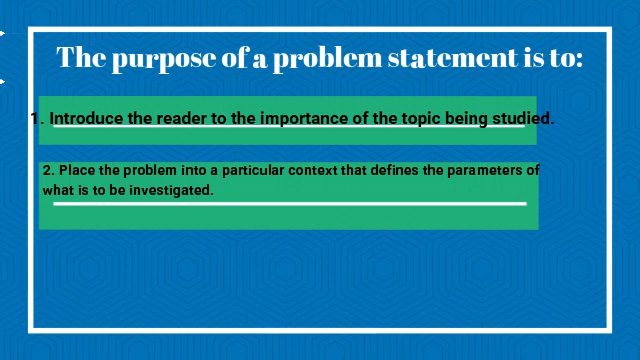 The purpose of a problem statement is to:
1. Introduce the reader to the importance of the topic being studied.
2. Place the problem into a particular context that defines the parameters of
what is to be investigated.